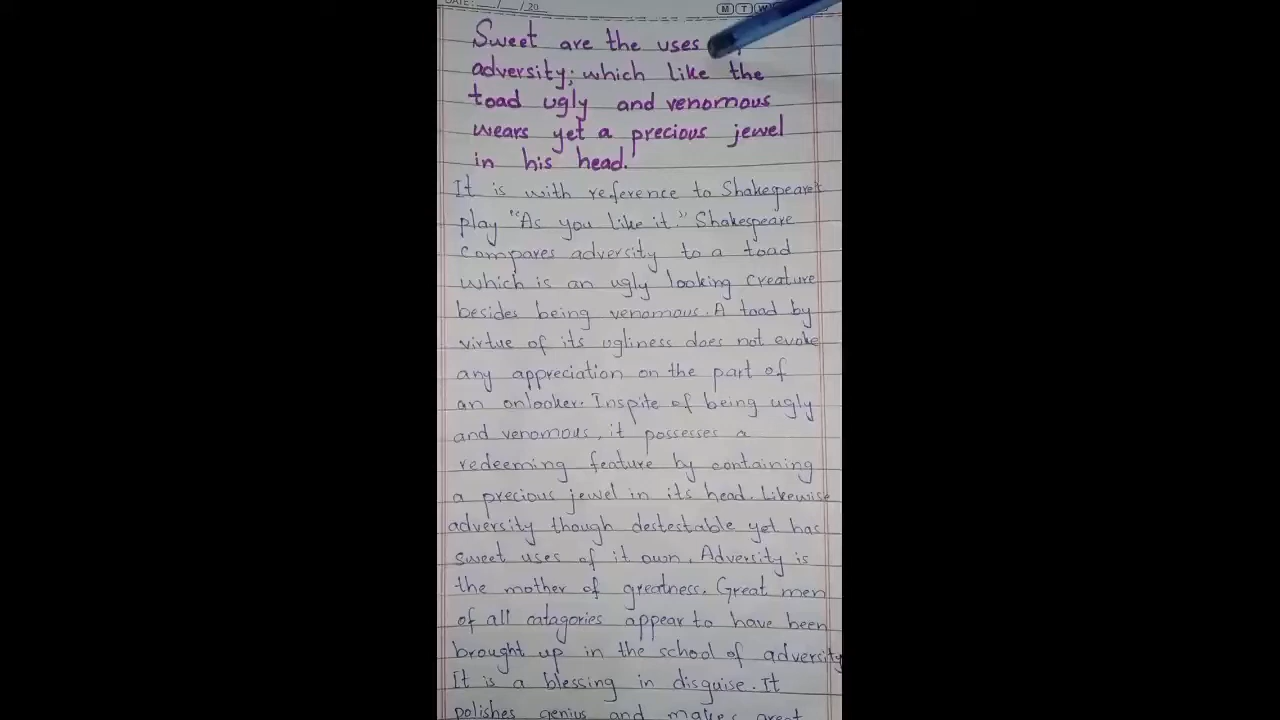 DATE: __/__/20__
M T W
Sweet are the uses
adversity; which like the
toad ugly and venomous
wears yet a precious jewel
in his head.
It is with reference to Shakespeare's
play "As you like it." Shakespeare
compares adversity to a toad
which is an ugly looking creature
besides being venomous. A toad by
virtue of its ugliness does not evoke
any appreciation on the part of
an onlooker. Inspite of being ugly
and venomous, it possesses a
redeeming feature by containing
a precious jewel in its head. Likewise
adversity though destestable yet has
sweet uses of it own. Adversity is
the mother of greatness. Great men
of all catagories appear to have been
brought up in the school of adversity
It is a blessing in disguise. It
polishes genius and makes great